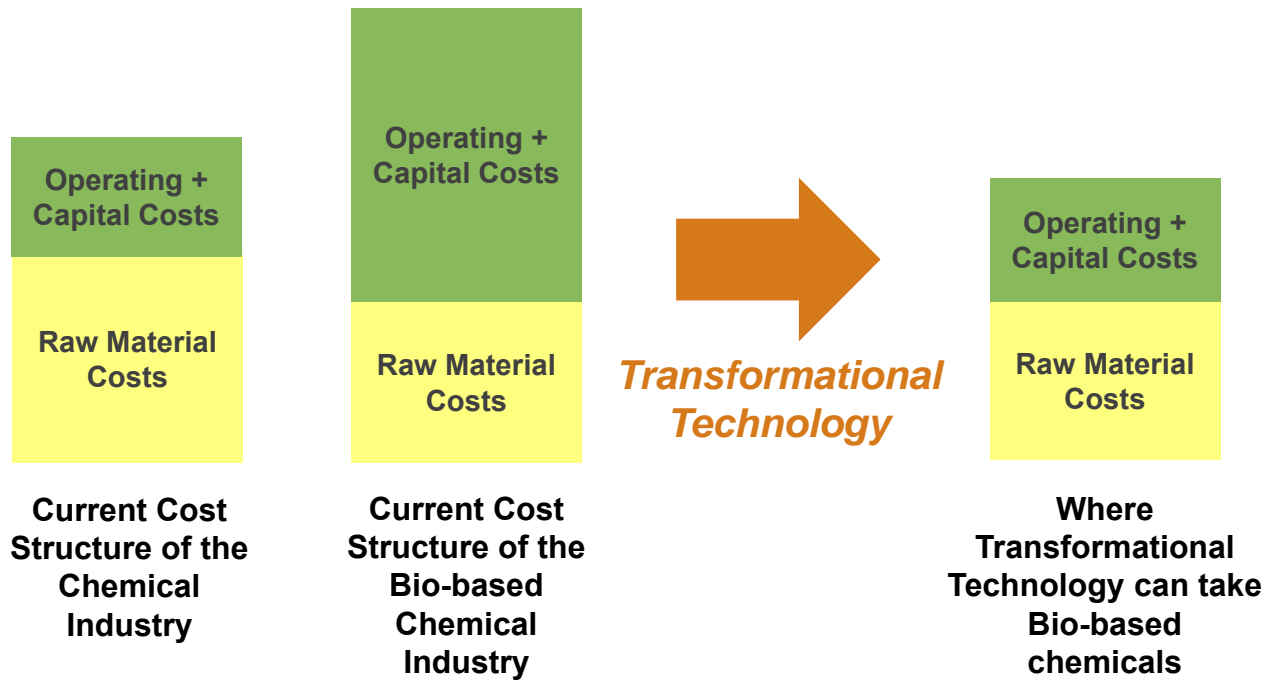 Operating +
Capital Costs
Raw Material
Costs
Current Cost
Structure of the
Chemical
Industry
Operating +
Capital Costs
Raw Material
Costs
Current Cost
Structure of the
Bio-based
Chemical
Industry
Transformational
Technology
Operating +
Capital Costs
Raw Material
Costs
Where
Transformational
Technology can take
Bio-based
chemicals